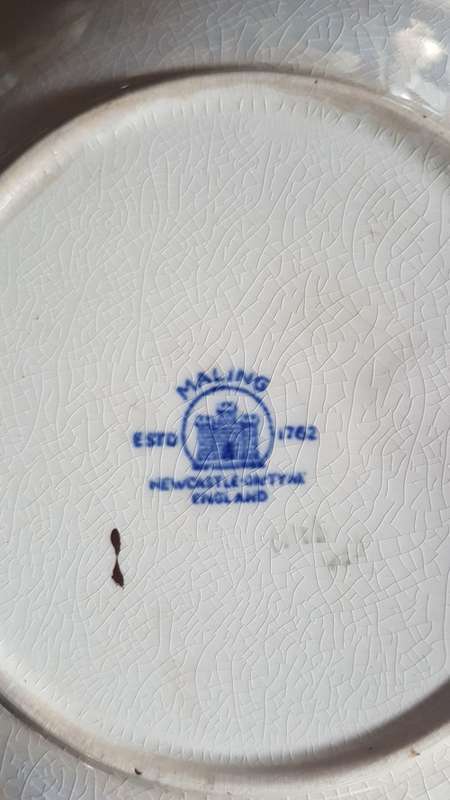 MALING
ESTD 1762
NEWCASTLE-ON-TYNE
ENGLAND